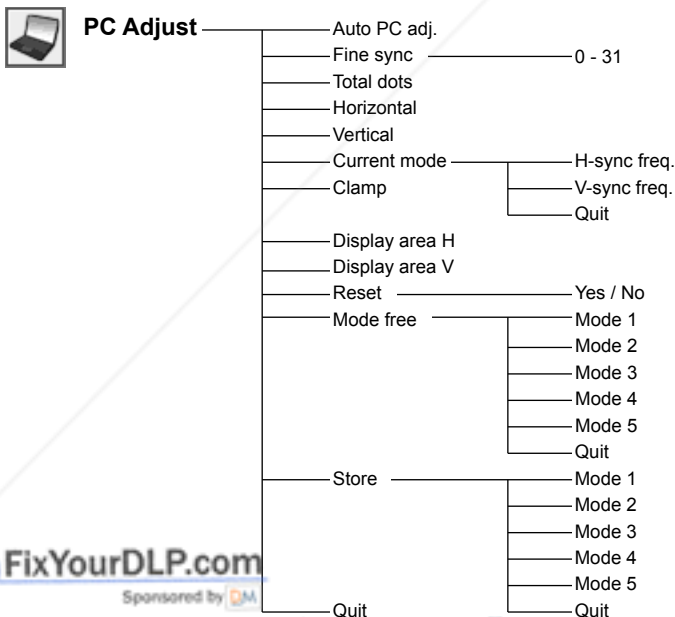 PC Adjust
Auto PC adj.
Fine sync 0 - 31
Total dots
Horizontal
Vertical
Current mode H-sync freq.
Clamp V-sync freq.
Quit
Display area H
Display area V
Reset Yes / No
Mode free Mode 1
Mode 2
Mode 3
Mode 4
Mode 5
Quit
Store Mode 1
Mode 2
Mode 3
Mode 4
Mode 5
Quit Quit
FixYourDLP.com
Sponsored by DM